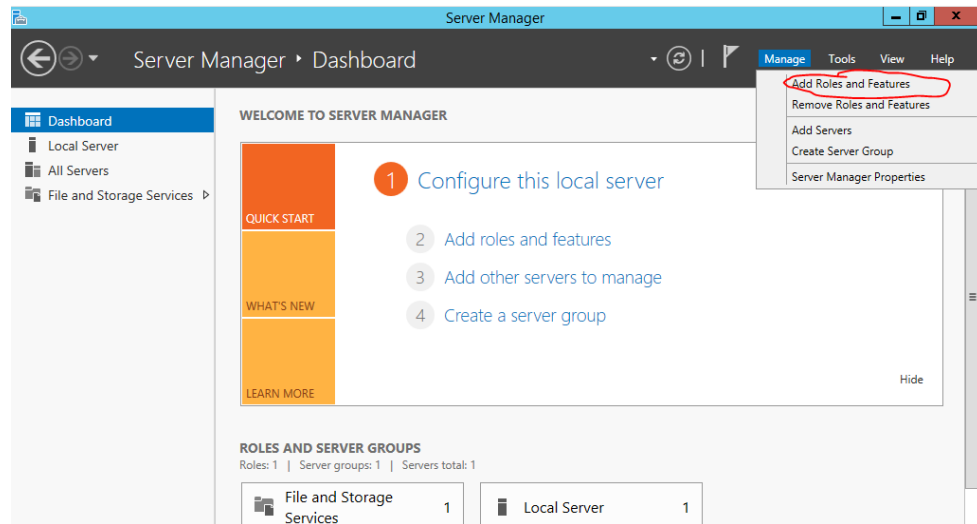 Server Manager
Server Manager • Dashboard
Manage Tools View Help
Add Roles and Features
Remove Roles and Features
Add Servers
Create Server Group
Server Manager Properties
Dashboard
Local Server
All Servers
File and Storage Services
WELCOME TO SERVER MANAGER
QUICK START
WHAT'S NEW
LEARN MORE
1 Configure this local server
2 Add roles and features
3 Add other servers to manage
4 Create a server group
Hide
ROLES AND SERVER GROUPS
Roles: 1 | Server groups: 1 | Servers total: 1
File and Storage
Services
1
Local Server 1